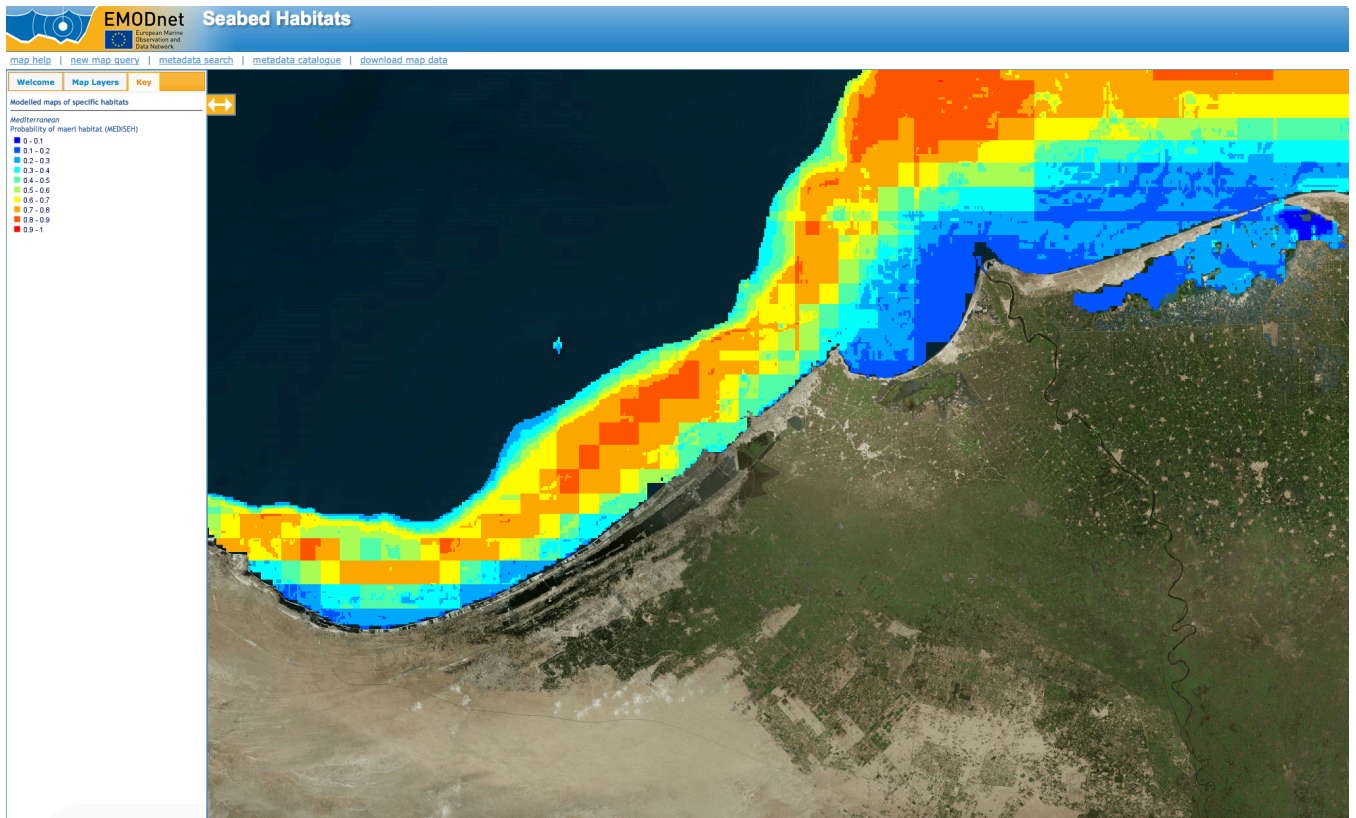 EMODnet
European Marine
Observation and
Data Network
Seabed Habitats
map help | new map query | metadata search | metadata catalogue | download map data
Welcome Map Layers Key
Modelled maps of specific habitats
Mediterranean
Probability of maerl habitat (MEDISEH)
0 - 0.1
0.1 - 0.2
0.2 - 0.3
0.3 - 0.4
0.4 - 0.5
0.5 - 0.6
0.6 - 0.7
0.7 - 0.8
0.8 - 0.9
0.9 - 1